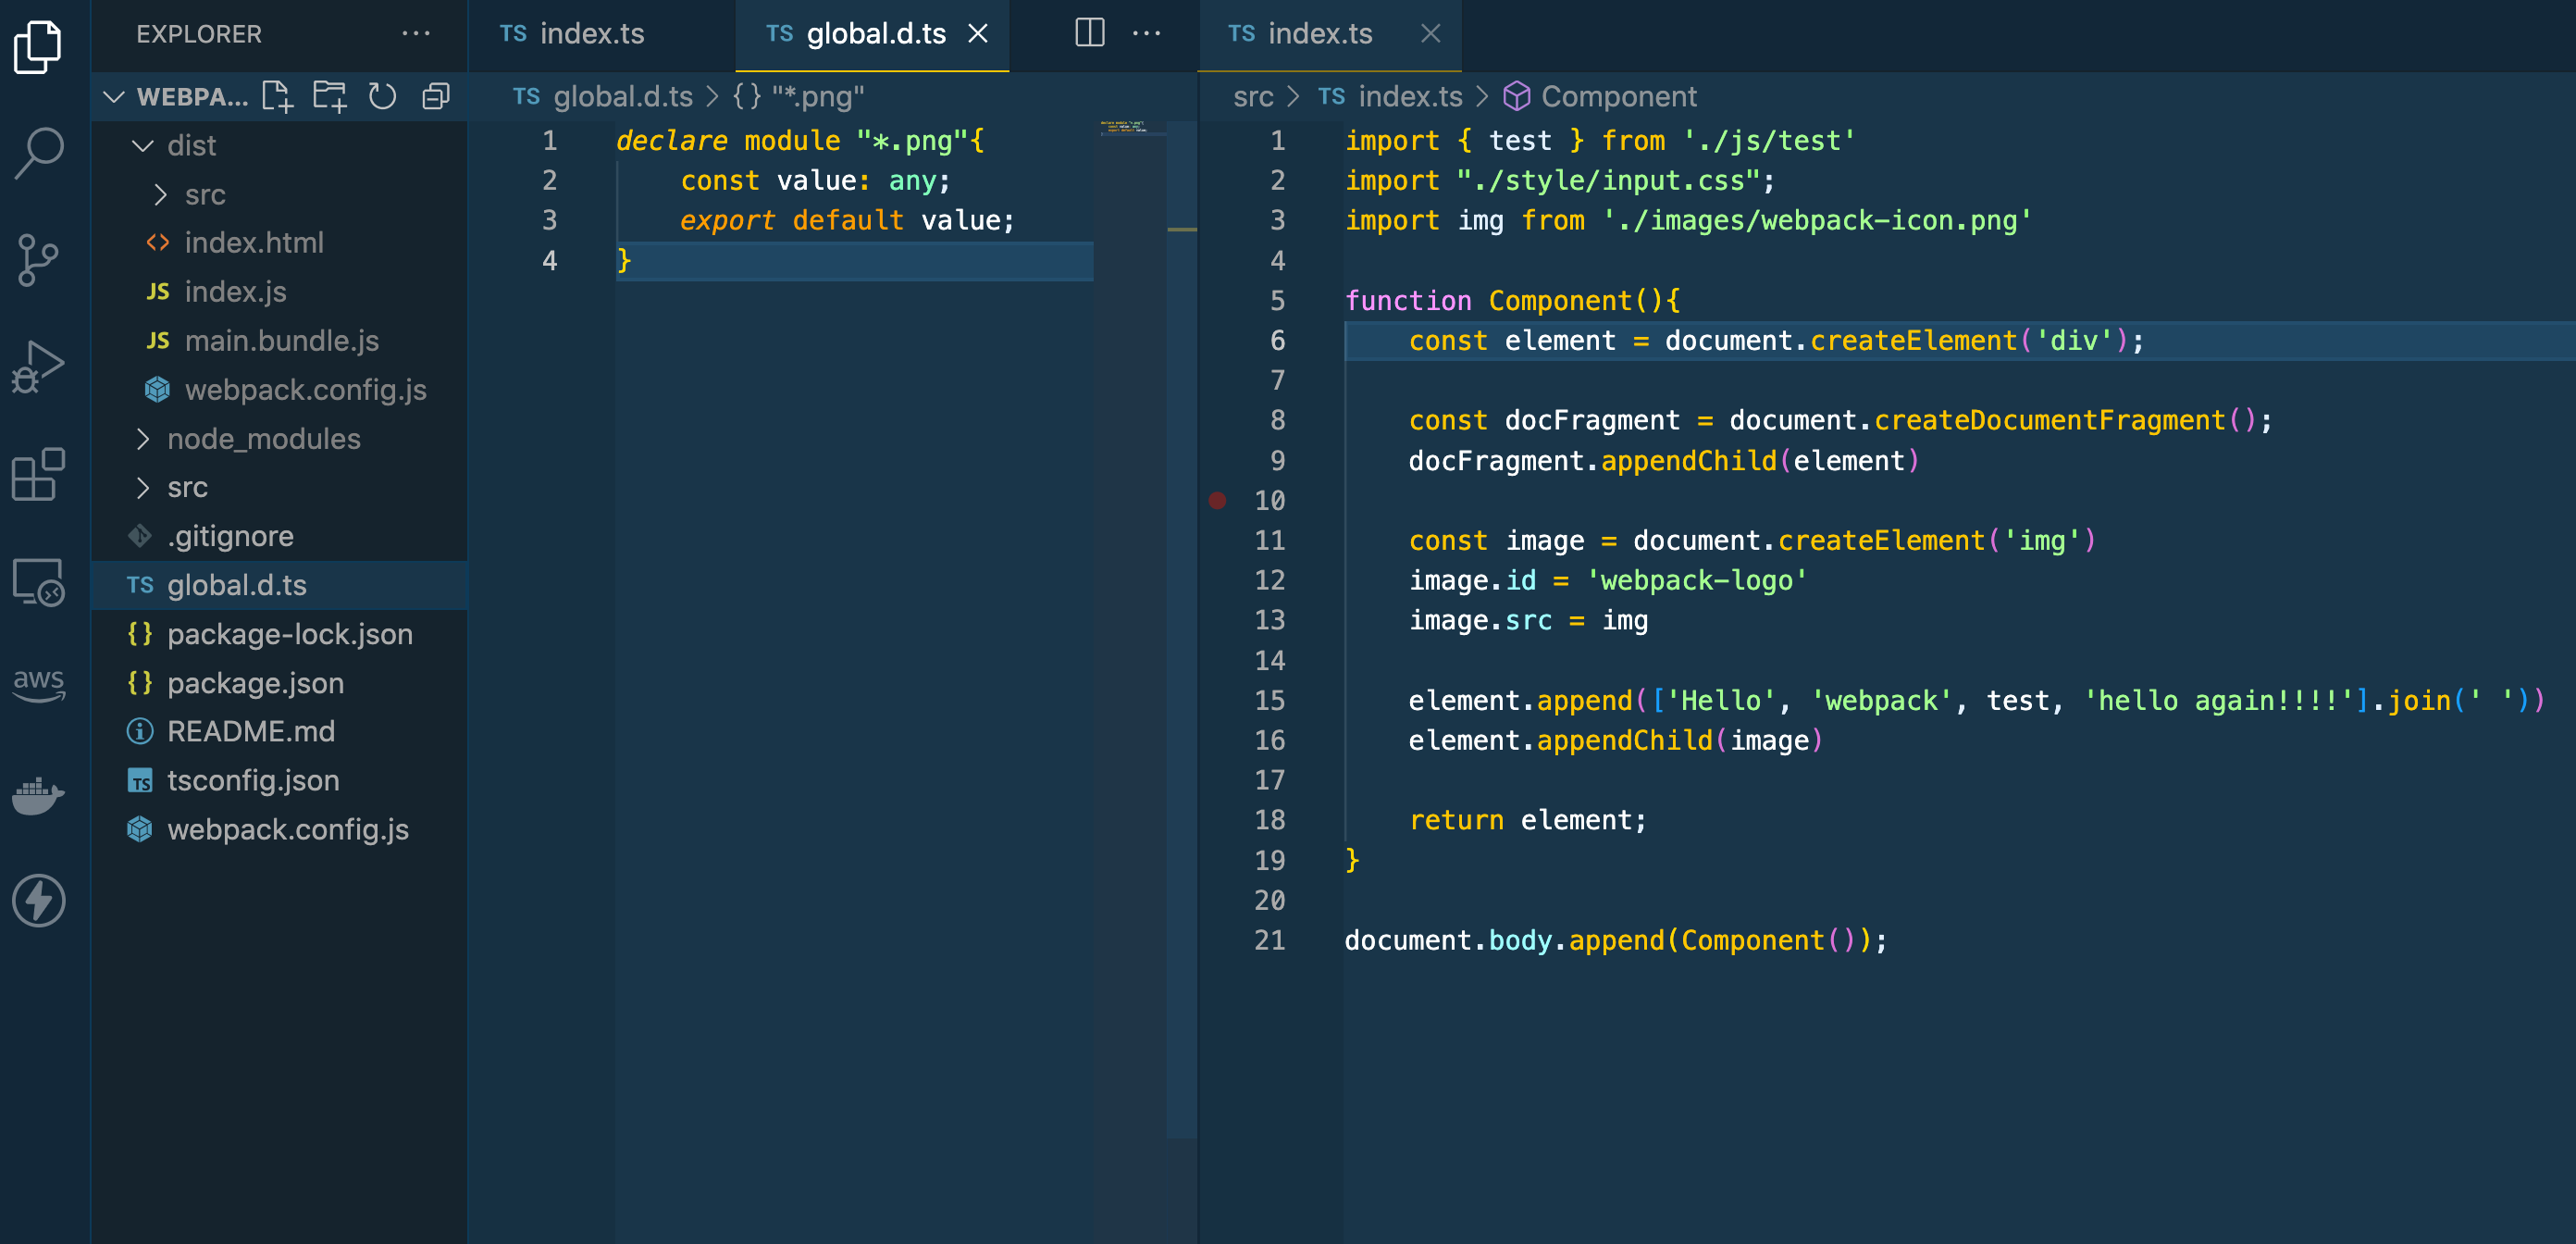 EXPLORER
WEBPA...
dist
src
index.html
JS index.js
JS main.bundle.js
webpack.config.js
node_modules
src
.gitignore
TS global.d.ts
{} package-lock.json
{} package.json
README.md
TS tsconfig.json
webpack.config.js
aws
TS index.ts
TS global.d.ts
TS global.d.ts > {} "*.png"
1 declare module "*.png"{
2 const value: any;
3 export default value;
4 }
TS index.ts
src > TS index.ts > Component
1 import { test } from './js/test'
2 import "./style/input.css";
3 import img from './images/webpack-icon.png'
4
5 function Component(){
6 const element = document.createElement('div');
7
8 const docFragment = document.createDocumentFragment();
9 docFragment.appendChild(element)
10
11 const image = document.createElement('img')
12 image.id = 'webpack-logo'
13 image.src = img
14
15 element.append(['Hello', 'webpack', test, 'hello again!!!!'].join(' '))
16 element.appendChild(image)
17
18 return element;
19 }
20
21 document.body.append(Component());